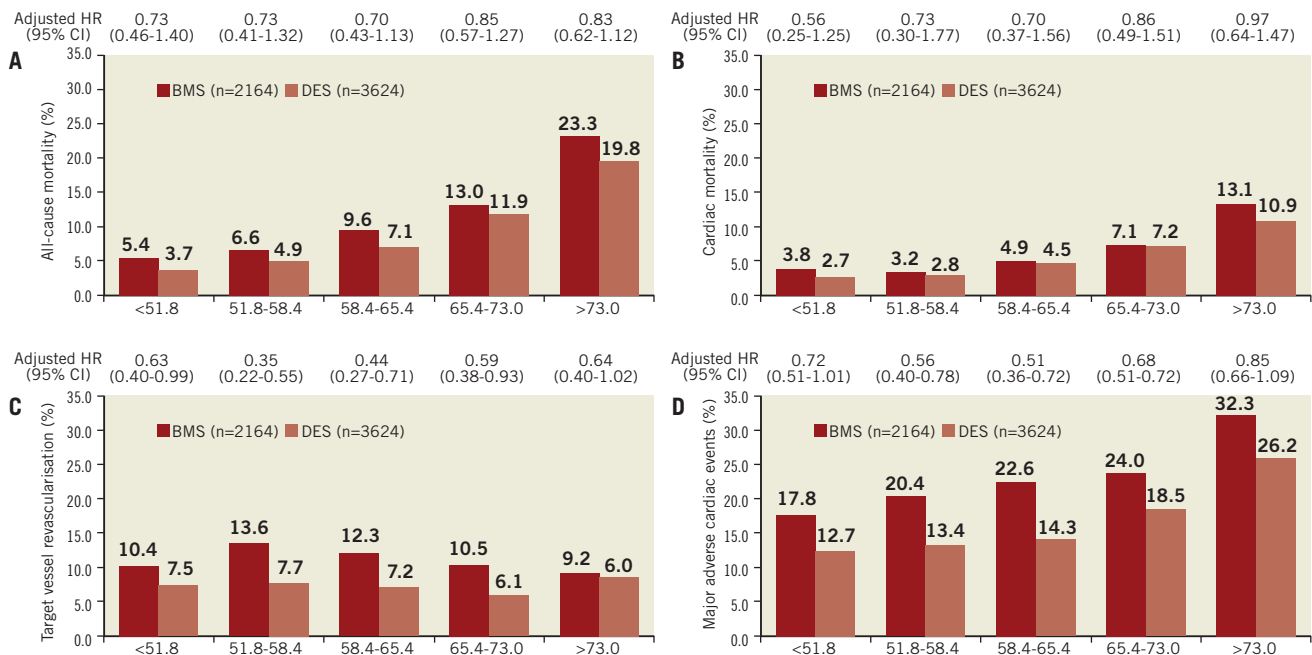 Adjusted HR 0.73 0.73 0.70 0.85 0.83
(95% CI) (0.46-1.40) (0.41-1.32) (0.43-1.13) (0.57-1.27) (0.62-1.12)
A
All-cause mortality (%)
35.0
30.0
25.0
20.0
15.0
10.0
5.0
0.0
BMS (n=2164) DES (n=3624)
5.4 3.7 6.6 4.9 9.6 7.1 13.0 11.9 23.3 19.8
<51.8 51.8-58.4 58.4-65.4 65.4-73.0 >73.0
Adjusted HR 0.56 0.73 0.70 0.86 0.97
(95% CI) (0.25-1.25) (0.30-1.77) (0.37-1.56) (0.49-1.51) (0.64-1.47)
B
Cardiac mortality (%)
35.0
30.0
25.0
20.0
15.0
10.0
5.0
0.0
BMS (n=2164) DES (n=3624)
3.8 2.7 3.2 2.8 4.9 4.5 7.1 7.2 13.1 10.9
<51.8 51.8-58.4 58.4-65.4 65.4-73.0 >73.0
Adjusted HR 0.63 0.35 0.44 0.59 0.64
(95% CI) (0.40-0.99) (0.22-0.55) (0.27-0.71) (0.38-0.93) (0.40-1.02)
C
Target vessel revascularisation (%)
35.0
30.0
25.0
20.0
15.0
10.0
5.0
0.0
BMS (n=2164) DES (n=3624)
10.4 7.5 13.6 7.7 12.3 7.2 10.5 6.1 9.2 6.0
<51.8 51.8-58.4 58.4-65.4 65.4-73.0 >73.0
Adjusted HR 0.72 0.56 0.51 0.68 0.85
(95% CI) (0.51-1.01) (0.40-0.78) (0.36-0.72) (0.51-0.72) (0.66-1.09)
D
Major adverse cardiac events (%)
35.0
30.0
25.0
20.0
15.0
10.0
5.0
0.0
BMS (n=2164) DES (n=3624)
17.8 12.7 20.4 13.4 22.6 14.3 24.0 18.5 32.3 26.2
<51.8 51.8-58.4 58.4-65.4 65.4-73.0 >73.0